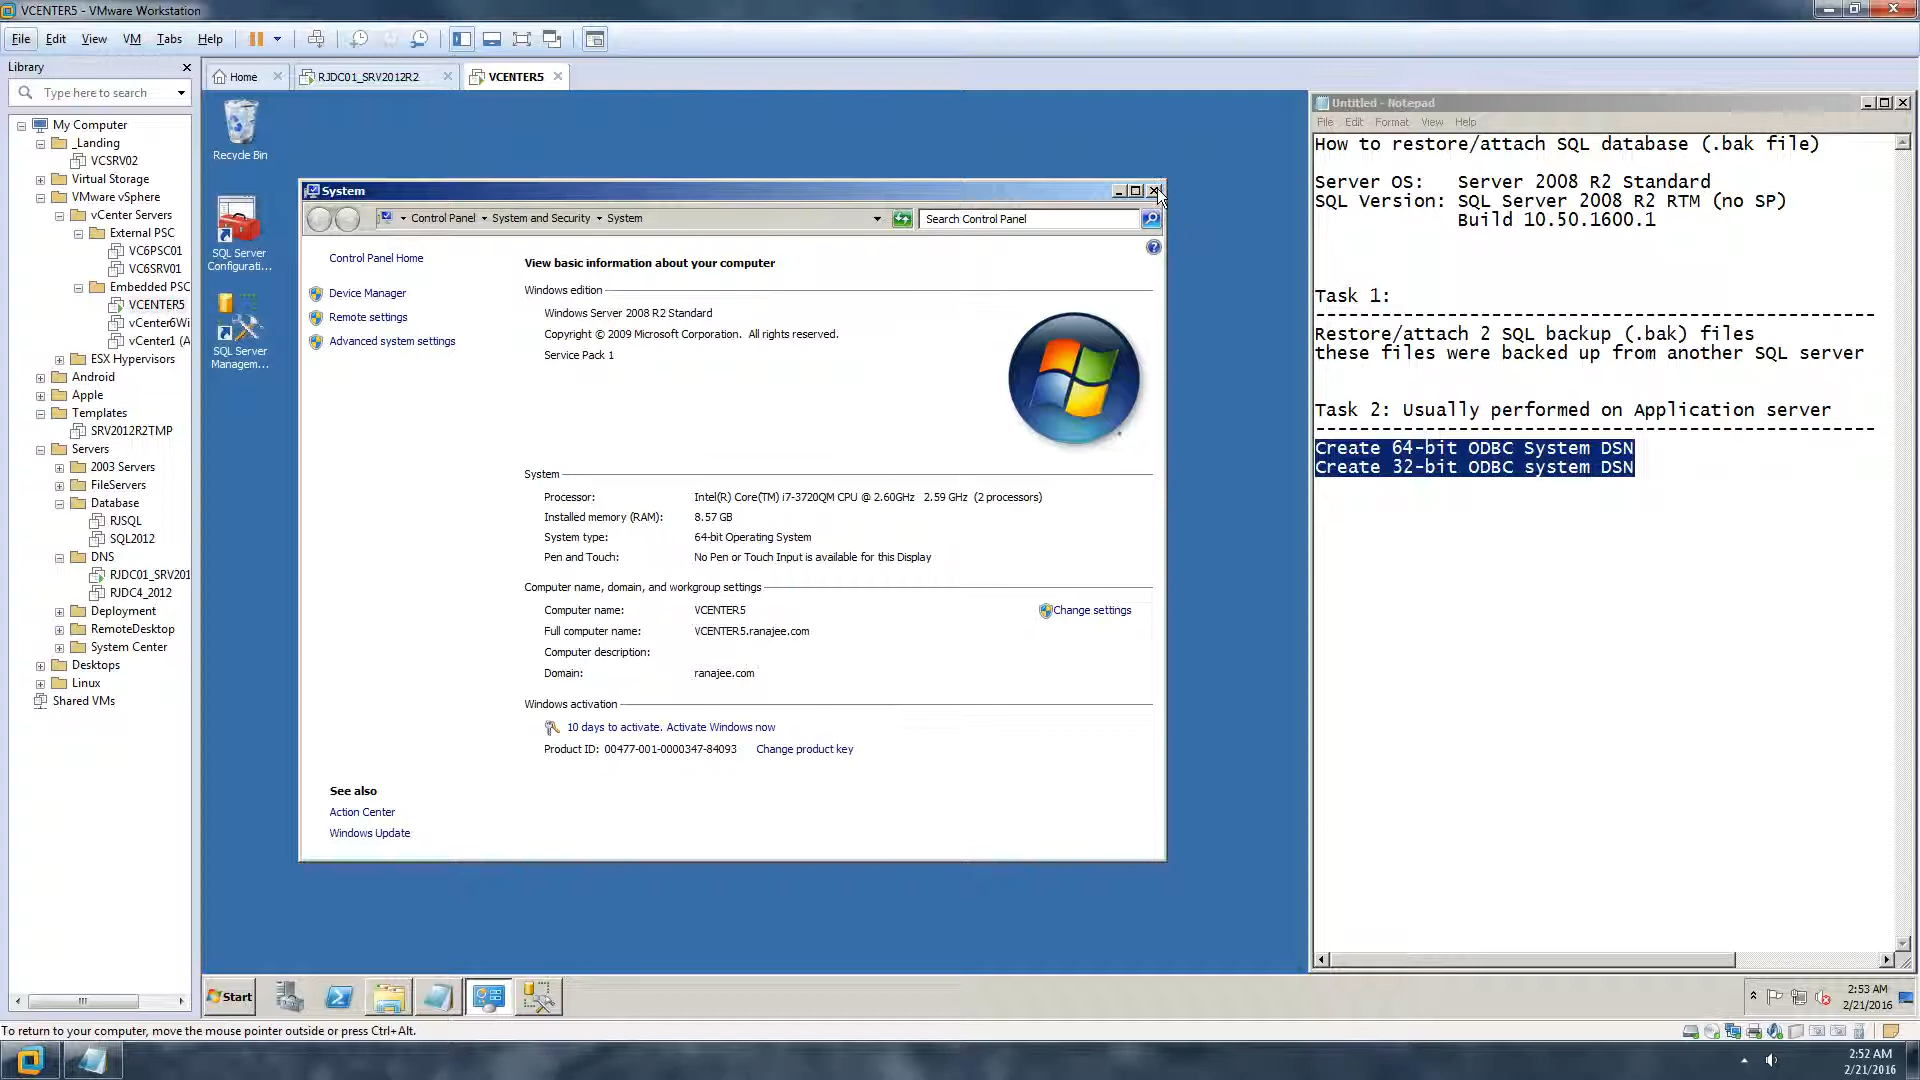 VCENTER5 - VMware Workstation
File Edit View VM Tabs Help
Library
Type here to search
My Computer
_Landing
VCSRV02
Virtual Storage
VMware vSphere
vCenter Servers
External PSC
VC6PSC01
VC6SRV01
Embedded PSC
VCENTER5
vCenter6Wi
vCenter1 (A
ESX Hypervisors
Android
Apple
Templates
SRV2012R2TMP
Servers
2003 Servers
FileServers
Database
RJSQL
SQL2012
DNS
RJDC01_SRV201
RJDC4_2012
Deployment
RemoteDesktop
System Center
Desktops
Linux
Shared VMs
Home RJDC01_SRV2012R2 VCENTER5
Recycle Bin
SQL Server
Configurati...
SQL Server
Managem...
System
Control Panel System and Security System
Search Control Panel
Control Panel Home
Device Manager
Remote settings
Advanced system settings
See also
Action Center
Windows Update
View basic information about your computer
Windows edition
Windows Server 2008 R2 Standard
Copyright © 2009 Microsoft Corporation. All rights reserved.
Service Pack 1
System
Processor: Intel(R) Core(TM) i7-3720QM CPU @ 2.60GHz 2.59 GHz (2 processors)
Installed memory (RAM): 8.57 GB
System type: 64-bit Operating System
Pen and Touch: No Pen or Touch Input is available for this Display
Computer name, domain, and workgroup settings
Computer name: VCENTER5
Change settings
Full computer name: VCENTER5.ranajee.com
Computer description:
Domain: ranajee.com
Windows activation
10 days to activate. Activate Windows now
Product ID: 00477-001-0000347-84093 Change product key
Untitled - Notepad
File Edit Format View Help
How to restore/attach SQL database (.bak file)
Server OS: Server 2008 R2 Standard
SQL Version: SQL Server 2008 R2 RTM (no SP)
Build 10.50.1600.1
Task 1:
---------------------------------------------------
Restore/attach 2 SQL backup (.bak) files
these files were backed up from another SQL server
Task 2: Usually performed on Application server
---------------------------------------------------
Create 64-bit ODBC System DSN
Create 32-bit ODBC system DSN
Start
2:53 AM
2/21/2016
To return to your computer, move the mouse pointer outside or press Ctrl+Alt.
2:52 AM
2/21/2016